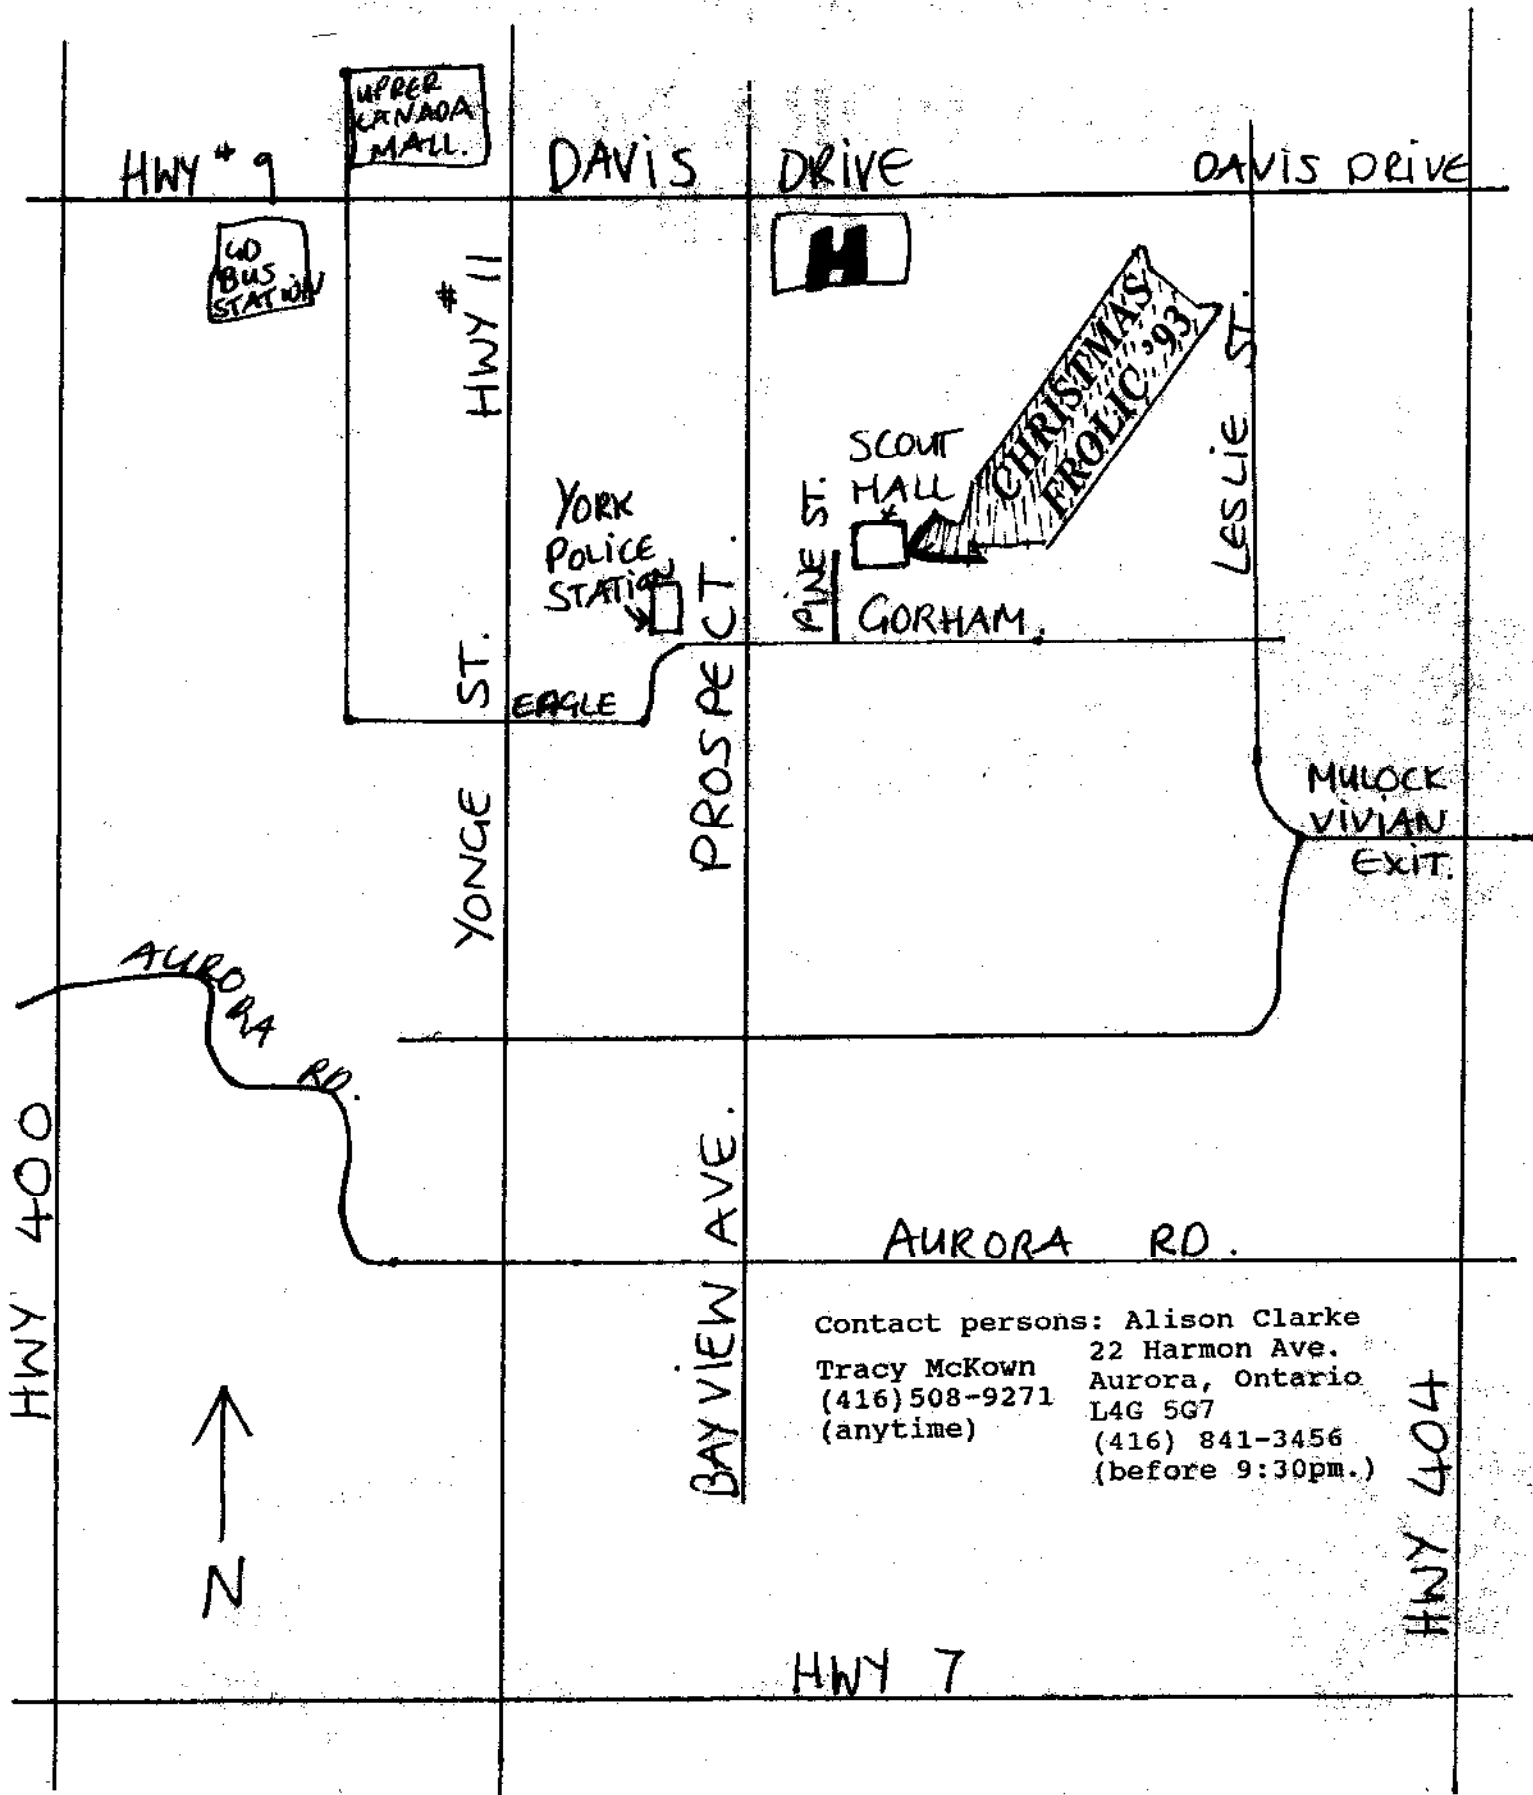 UPPER
CANADA
MALL.
HWY # 9
DAVIS DRIVE
DAVIS DRIVE
GO
BUS
STATION
H
HWY # 11
CHRISTMAS
FROLIC '93
LESLIE ST.
SCOUT
HALL
PINE ST.
YORK
POLICE
STATION
GORHAM.
PROSPECT.
EAGLE
YONGE ST.
MULOCK
VIVIAN
EXIT.
AURORA RD.
HWY 400
BAYVIEW AVE.
AURORA RD.
Contact persons: Alison Clarke
22 Harmon Ave.
Aurora, Ontario
L4G 5G7
(416) 841-3456
(before 9:30pm.)
Tracy McKown
(416)508-9271
(anytime)
HWY 404
N
HWY 7